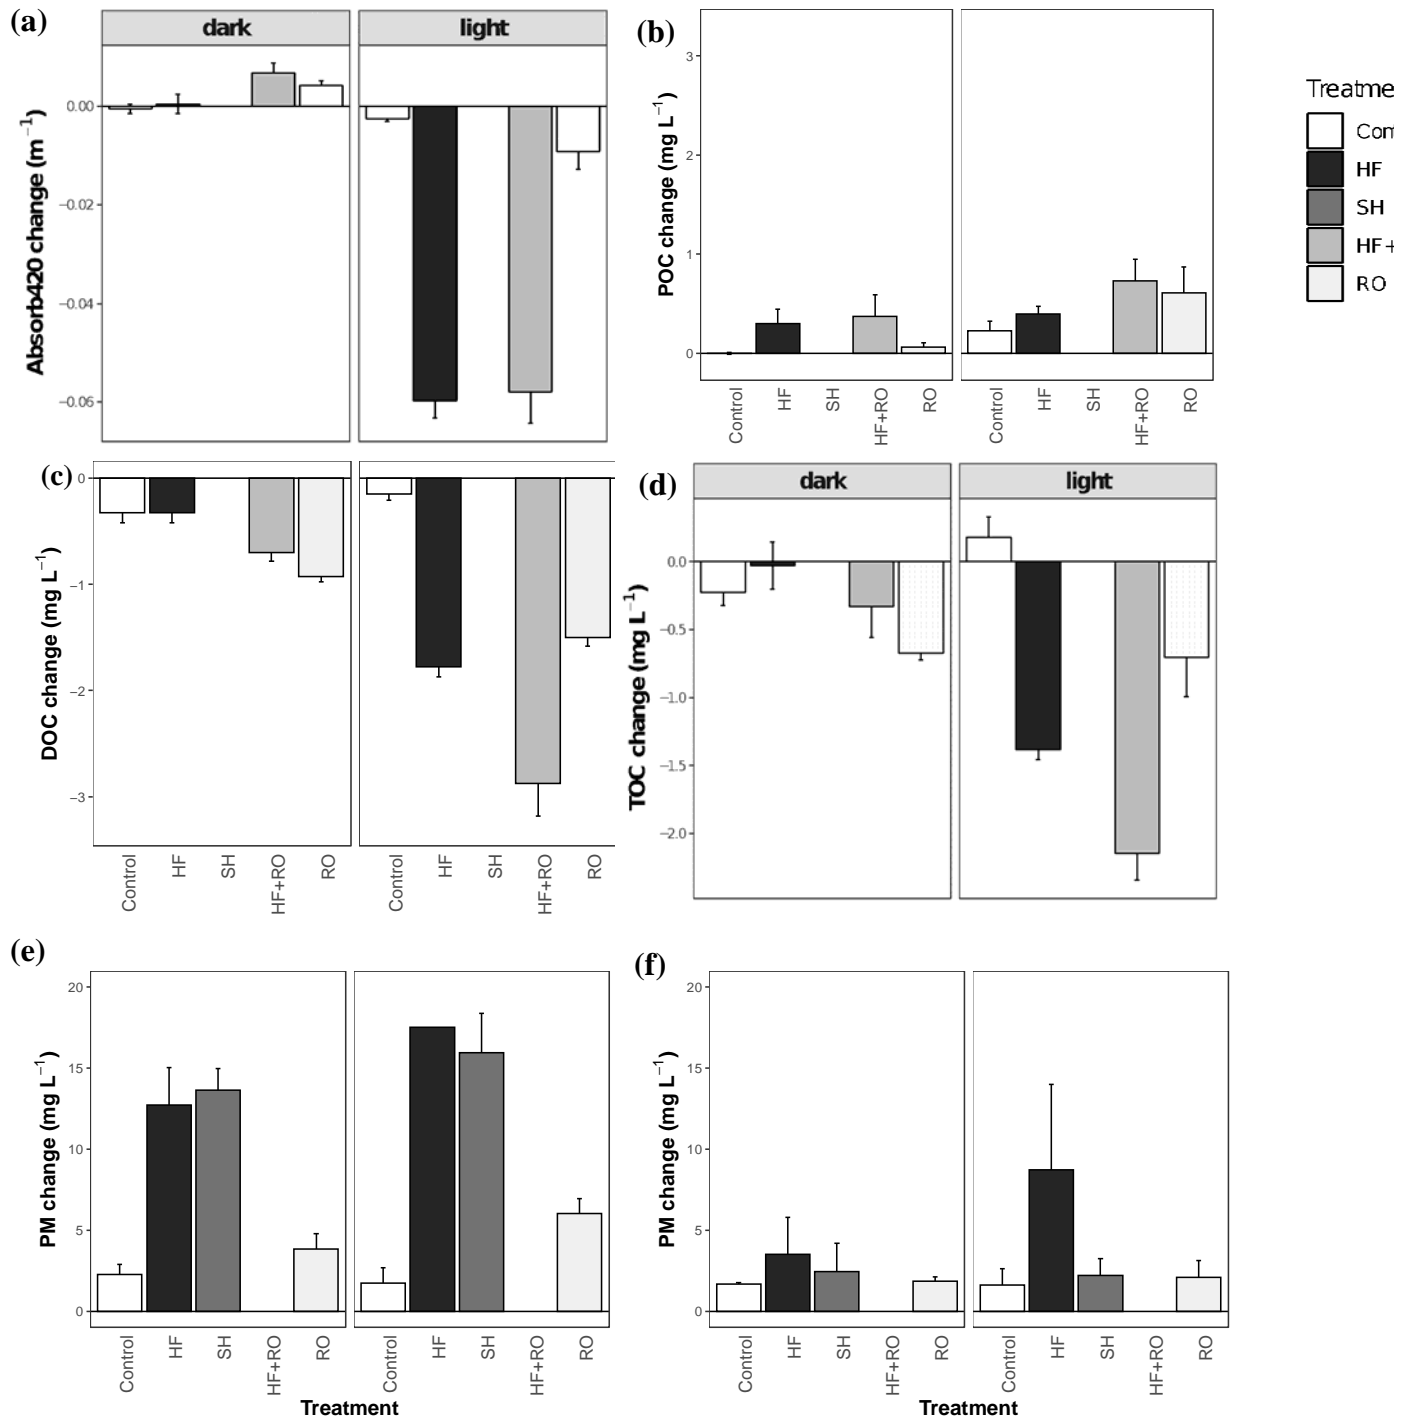 (a)
dark light
Absorb420 change (m⁻¹)
0.00
−0.02
−0.04
−0.06
(b)
POC change (mg L⁻¹)
3
2
1
0
Control HF SH HF+RO RO Control HF SH HF+RO RO
Treatme
Con
HF
SH
HF+
RO
(c)
DOC change (mg L⁻¹)
0
−1
−2
−3
Control HF SH HF+RO RO Control HF SH HF+RO RO
(d)
dark light
TOC change (mg L⁻¹)
0.0
−0.5
−1.0
−1.5
−2.0
(e)
PM change (mg L⁻¹)
20
15
10
5
0
Control HF SH HF+RO RO Control HF SH HF+RO RO
Treatment
(f)
PM change (mg L⁻¹)
20
15
10
5
0
Control HF SH HF+RO RO Control HF SH HF+RO RO
Treatment